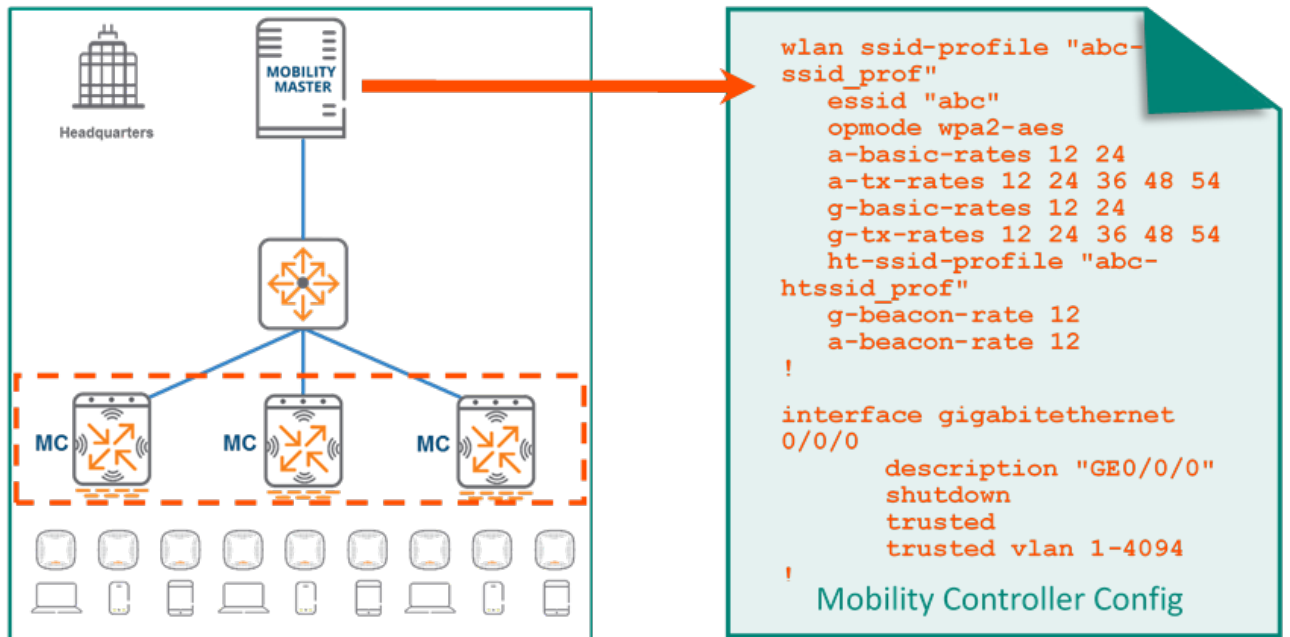 MOBILITY
MASTER
Headquarters
MC
MC
MC
wlan ssid-profile "abc-
ssid_prof"
essid "abc"
opmode wpa2-aes
a-basic-rates 12 24
a-tx-rates 12 24 36 48 54
g-basic-rates 12 24
g-tx-rates 12 24 36 48 54
ht-ssid-profile "abc-
htssid_prof"
g-beacon-rate 12
a-beacon-rate 12
!
interface gigabitethernet
0/0/0
description "GE0/0/0"
shutdown
trusted
trusted vlan 1-4094
!
Mobility Controller Config